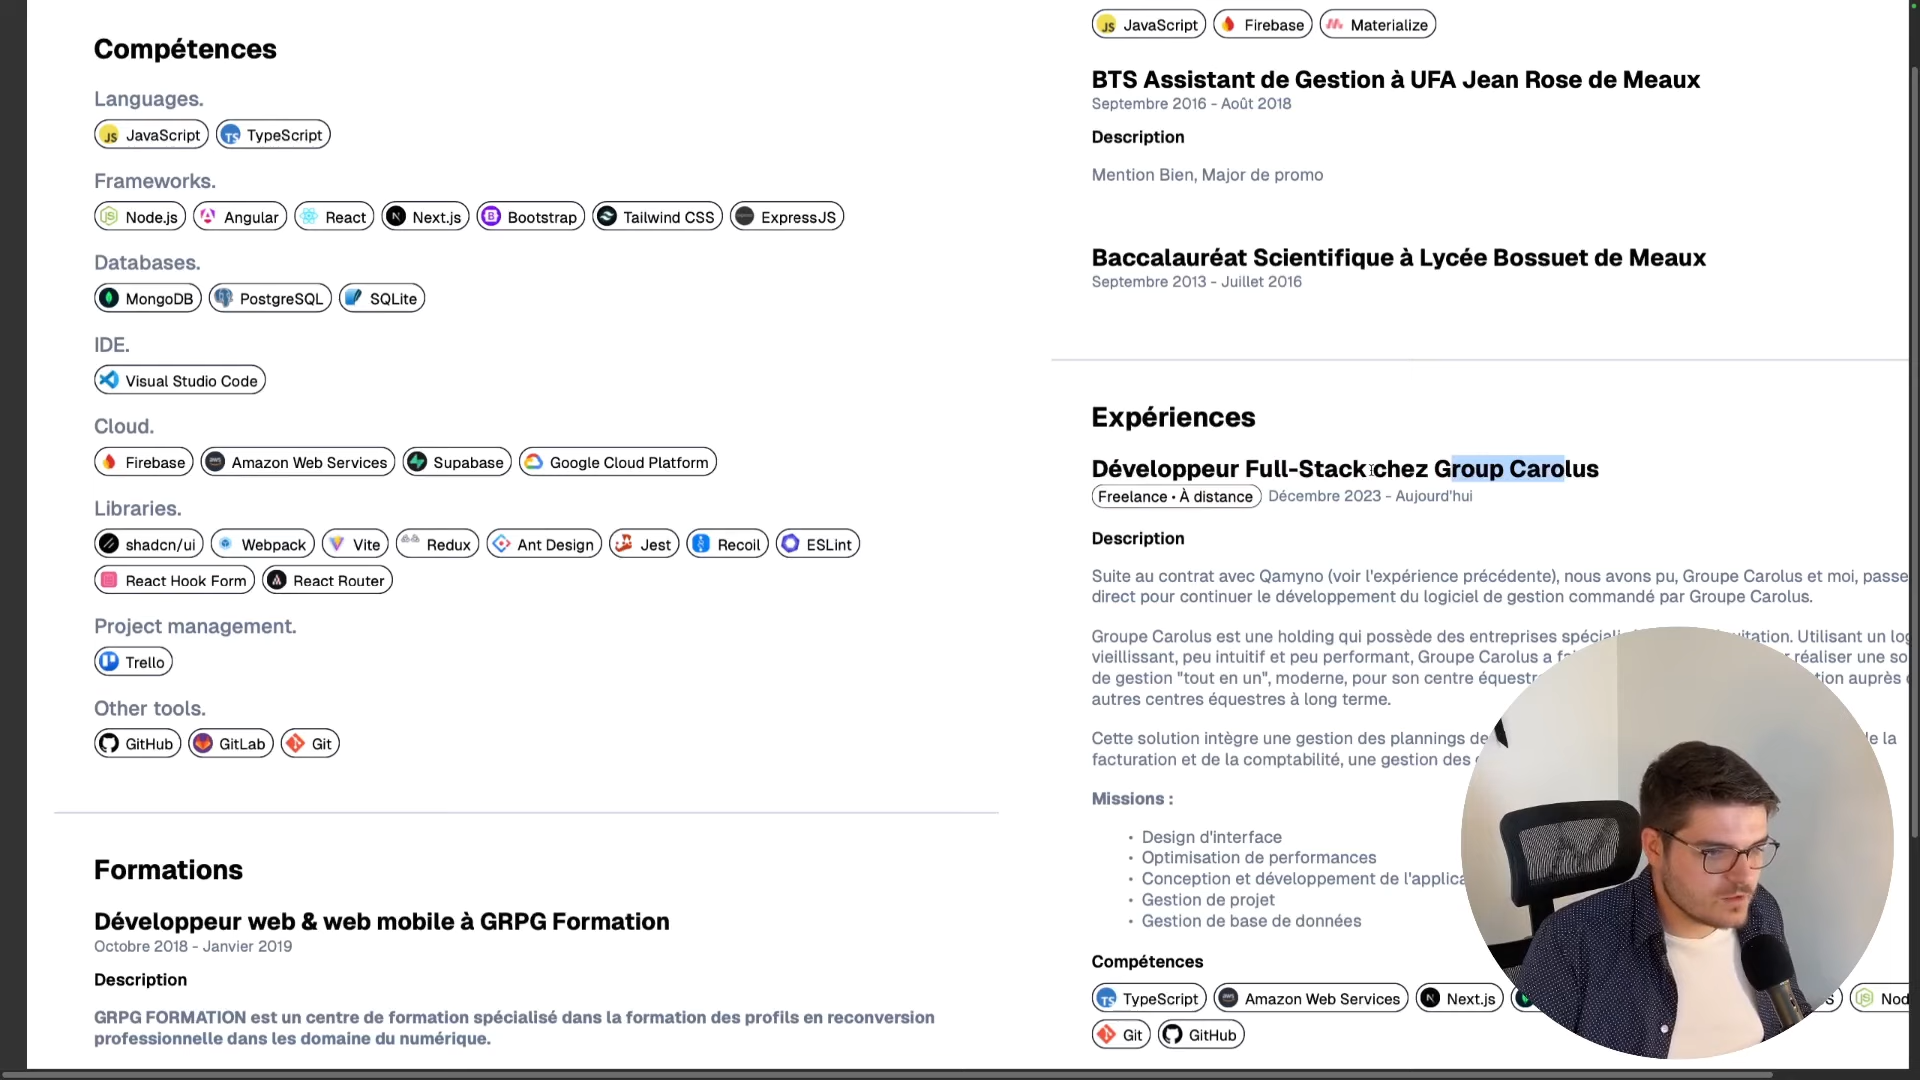 Compétences
Languages.
JavaScript TypeScript
Frameworks.
Node.js Angular React Next.js Bootstrap Tailwind CSS ExpressJS
Databases.
MongoDB PostgreSQL SQLite
IDE.
Visual Studio Code
Cloud.
Firebase Amazon Web Services Supabase Google Cloud Platform
Libraries.
shadcn/ui Webpack Vite Redux Ant Design Jest Recoil ESLint
React Hook Form React Router
Project management.
Trello
Other tools.
GitHub GitLab Git
Formations
Développeur web & web mobile à GRPG Formation
Octobre 2018 - Janvier 2019
Description
GRPG FORMATION est un centre de formation spécialisé dans la formation des profils en reconversion
professionnelle dans les domaine du numérique.
JavaScript Firebase Materialize
BTS Assistant de Gestion à UFA Jean Rose de Meaux
Septembre 2016 - Août 2018
Description
Mention Bien, Major de promo
Baccalauréat Scientifique à Lycée Bossuet de Meaux
Septembre 2013 - Juillet 2016
Expériences
Développeur Full-Stack chez Group Carolus
Freelance • À distance Décembre 2023 - Aujourd'hui
Description
Suite au contrat avec Qamyno (voir l'expérience précédente), nous avons pu, Groupe Carolus et moi, passe
direct pour continuer le développement du logiciel de gestion commandé par Groupe Carolus.
Groupe Carolus est une holding qui possède des entreprises Utilisant un
vieillissant, peu intuitif et peu performant, Groupe Carolus a réaliser une
de gestion "tout en un", moderne, pour son centre auprès
autres centres équestres à long terme.
Cette solution intègre une gestion des plannings de la
facturation et de la comptabilité, une gestion des
Missions :
• Design d'interface
• Optimisation de performances
• Conception et développement de
• Gestion de projet
• Gestion de base de données
Compétences
TypeScript Amazon Web Services Next.js
Git GitHub